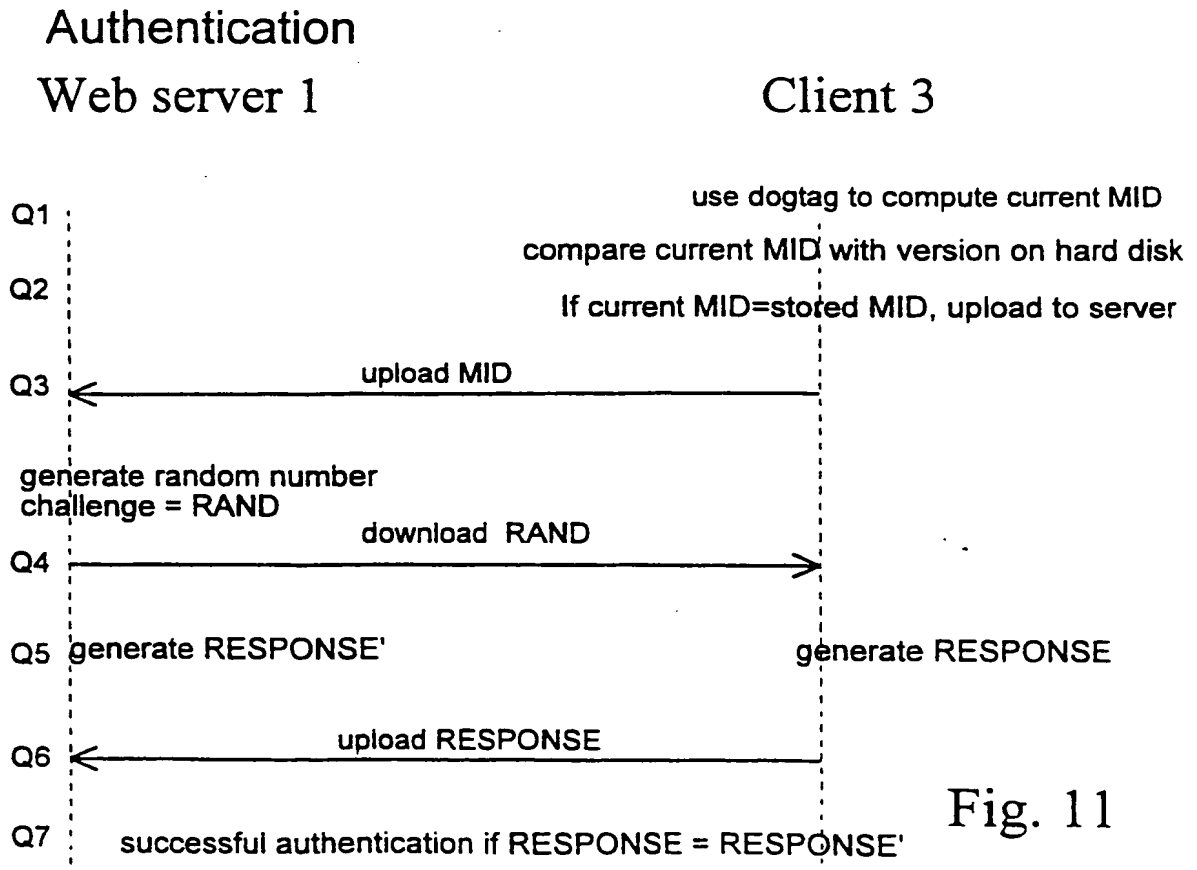 Authentication
Web server 1
Client 3
use dogtag to compute current MID
Q1
compare current MID with version on hard disk
Q2
If current MID=stored MID, upload to server
Q3
upload MID
generate random number
challenge = RAND
download RAND
Q4
Q5
generate RESPONSE'
generate RESPONSE
upload RESPONSE
Q6
Fig. 11
Q7
successful authentication if RESPONSE = RESPONSE'